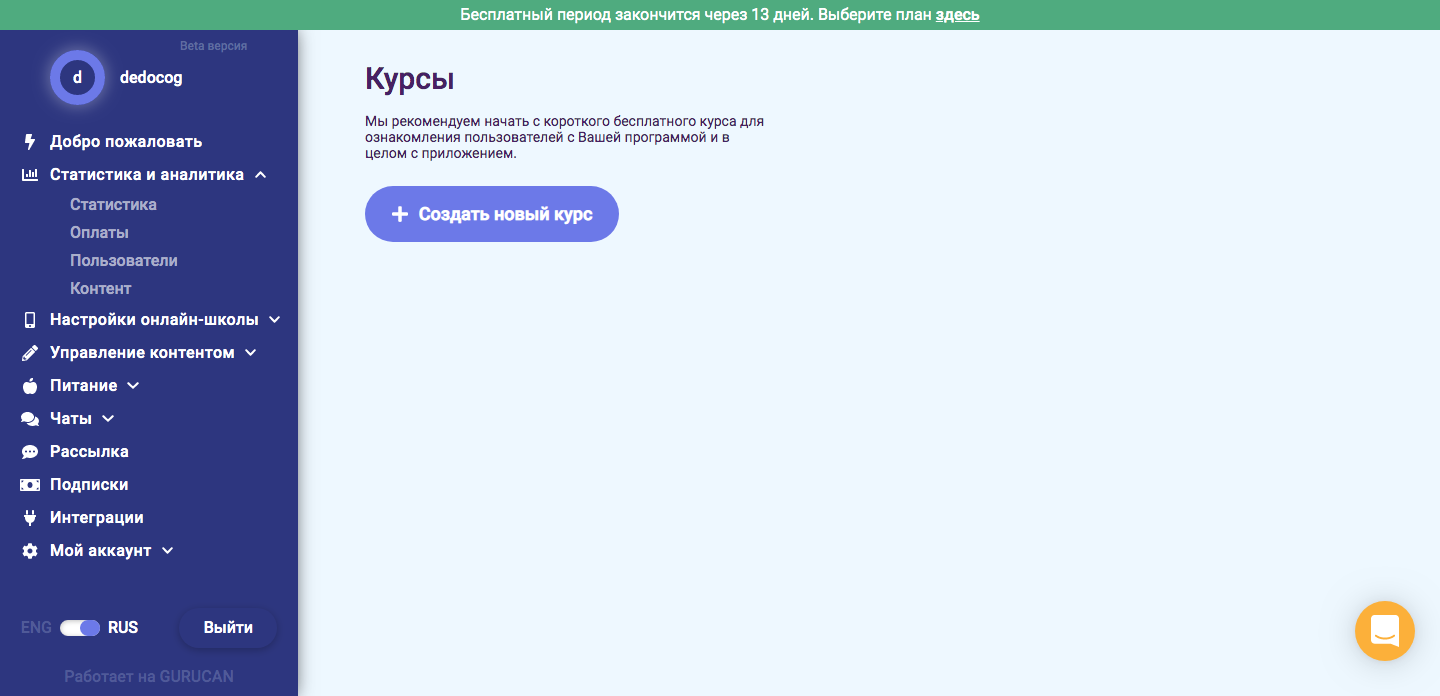 Бесплатный период закончится через 13 дней. Выберите план здесь
Beta версия
d
dedocog
Добро пожаловать
Статистика и аналитика
Статистика
Оплаты
Пользователи
Контент
Настройки онлайн-школы
Управление контентом
Питание
Чаты
Рассылка
Подписки
Интеграции
Мой аккаунт
ENG RUS
Выйти
Работает на GURUCAN
Курсы
Мы рекомендуем начать с короткого бесплатного курса для
ознакомления пользователей с Вашей программой и в
целом с приложением.
Создать новый курс